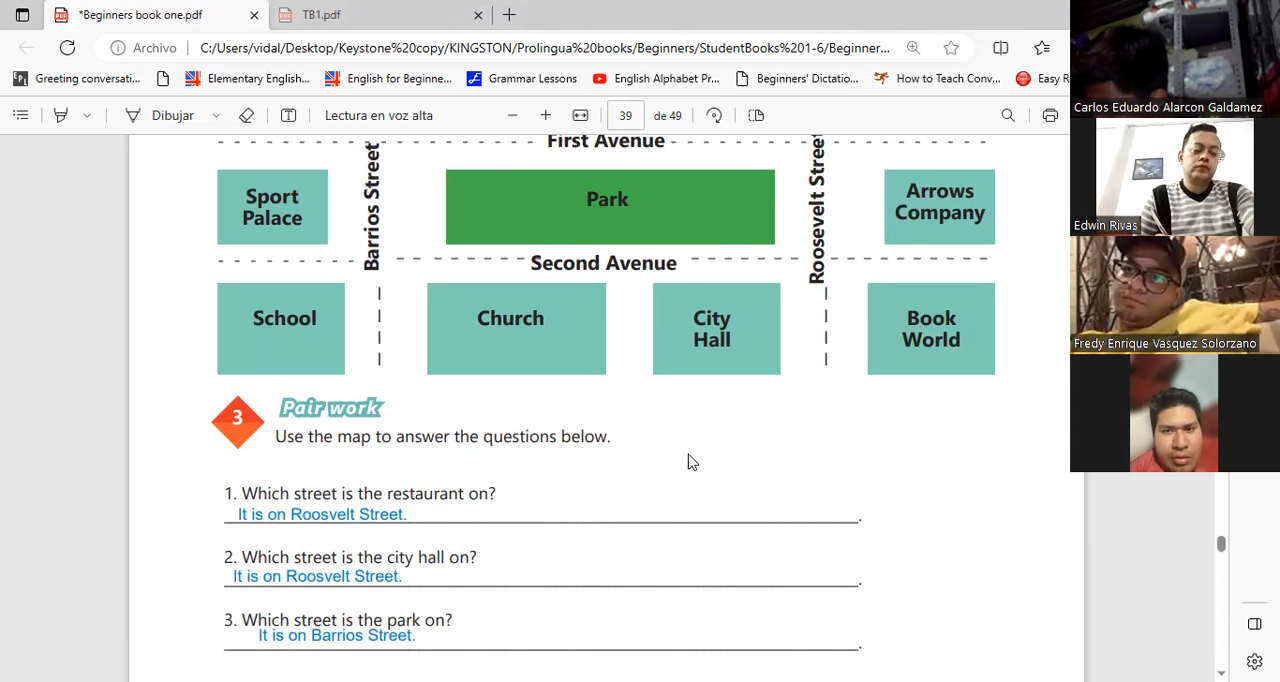 *Beginners book one.pdf
TB1.pdf
Archivo
C:/Users/vidal/Desktop/Keystone%20copy/KINGSTON/Prolingua%20books/Beginners/StudentBooks%201-6/Beginner...
Greeting conversati...
Elementary English...
English for Beginne...
Grammar Lessons
English Alphabet Pr...
Beginners' Dictatio...
How to Teach Conv...
Easy R
Dibujar
Lectura en voz alta
39
de 49
First Avenue
Barrios Street
Roosevelt Street
Sport
Palace
Park
Arrows
Company
Second Avenue
School
Church
City
Hall
Book
World
3
Pair work
Use the map to answer the questions below.
1. Which street is the restaurant on?
It is on Roosvelt Street.
2. Which street is the city hall on?
It is on Roosvelt Street.
3. Which street is the park on?
It is on Barrios Street.
Carlos Eduardo Alarcon Galdamez
Edwin Rivas
Fredy Enrique Vasquez Solorzano